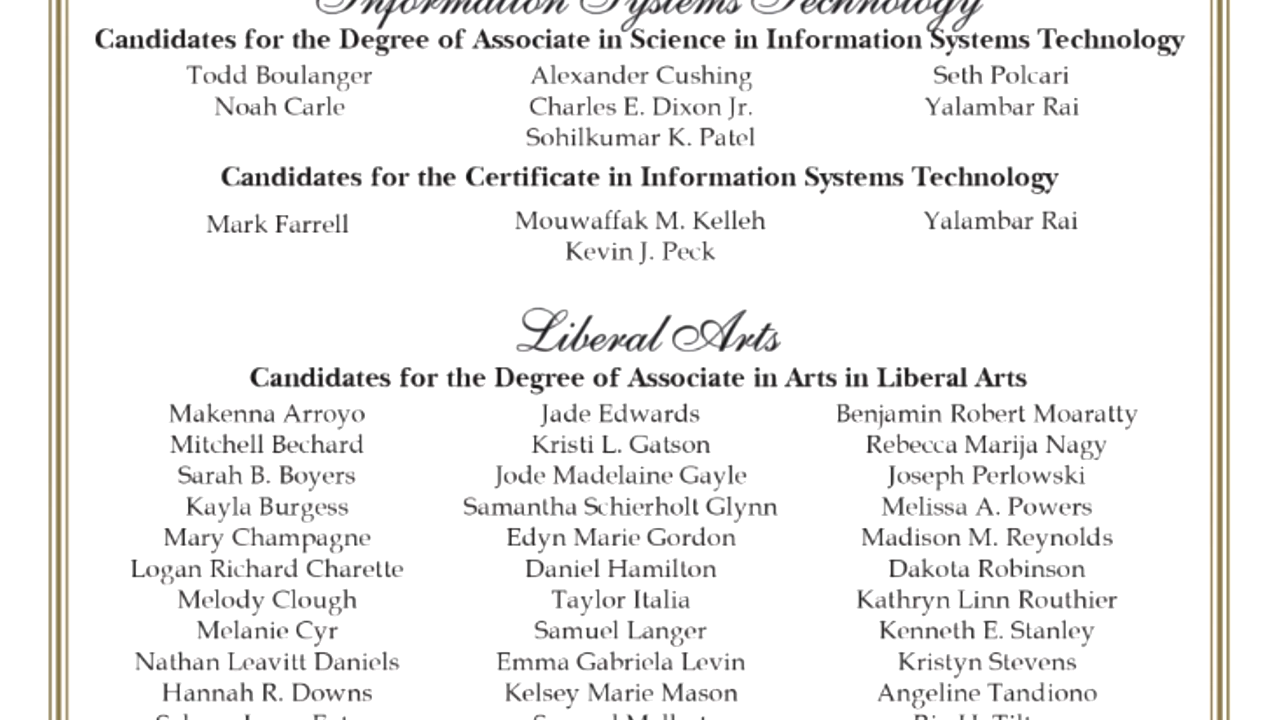 Information Systems Technology
Candidates for the Degree of Associate in Science in Information Systems Technology
Todd Boulanger Alexander Cushing Seth Polcari
Noah Carle Charles E. Dixon Jr. Yalambar Rai
Sohilkumar K. Patel
Candidates for the Certificate in Information Systems Technology
Mark Farrell Mouwaffak M. Kelleh Yalambar Rai
Kevin J. Peck
Liberal Arts
Candidates for the Degree of Associate in Arts in Liberal Arts
Makenna Arroyo Jade Edwards Benjamin Robert Moaratty
Mitchell Bechard Kristi L. Gatson Rebecca Marija Nagy
Sarah B. Boyers Jode Madelaine Gayle Joseph Perlowski
Kayla Burgess Samantha Schierholt Glynn Melissa A. Powers
Mary Champagne Edyn Marie Gordon Madison M. Reynolds
Logan Richard Charette Daniel Hamilton Dakota Robinson
Melody Clough Taylor Italia Kathryn Linn Routhier
Melanie Cyr Samuel Langer Kenneth E. Stanley
Nathan Leavitt Daniels Emma Gabriela Levin Kristyn Stevens
Hannah R. Downs Kelsey Marie Mason Angeline Tandiono